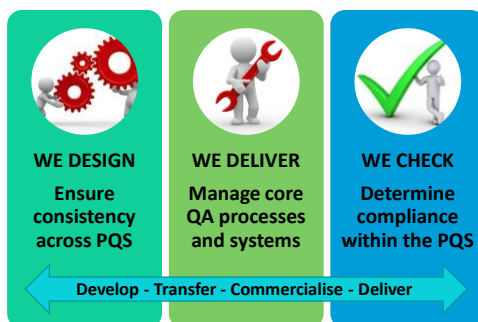 WE DESIGN
Ensure
consistency
across PQS
WE DELIVER
Manage core
QA processes
and systems
WE CHECK
Determine
compliance
within the PQS
Develop - Transfer - Commercialise - Deliver